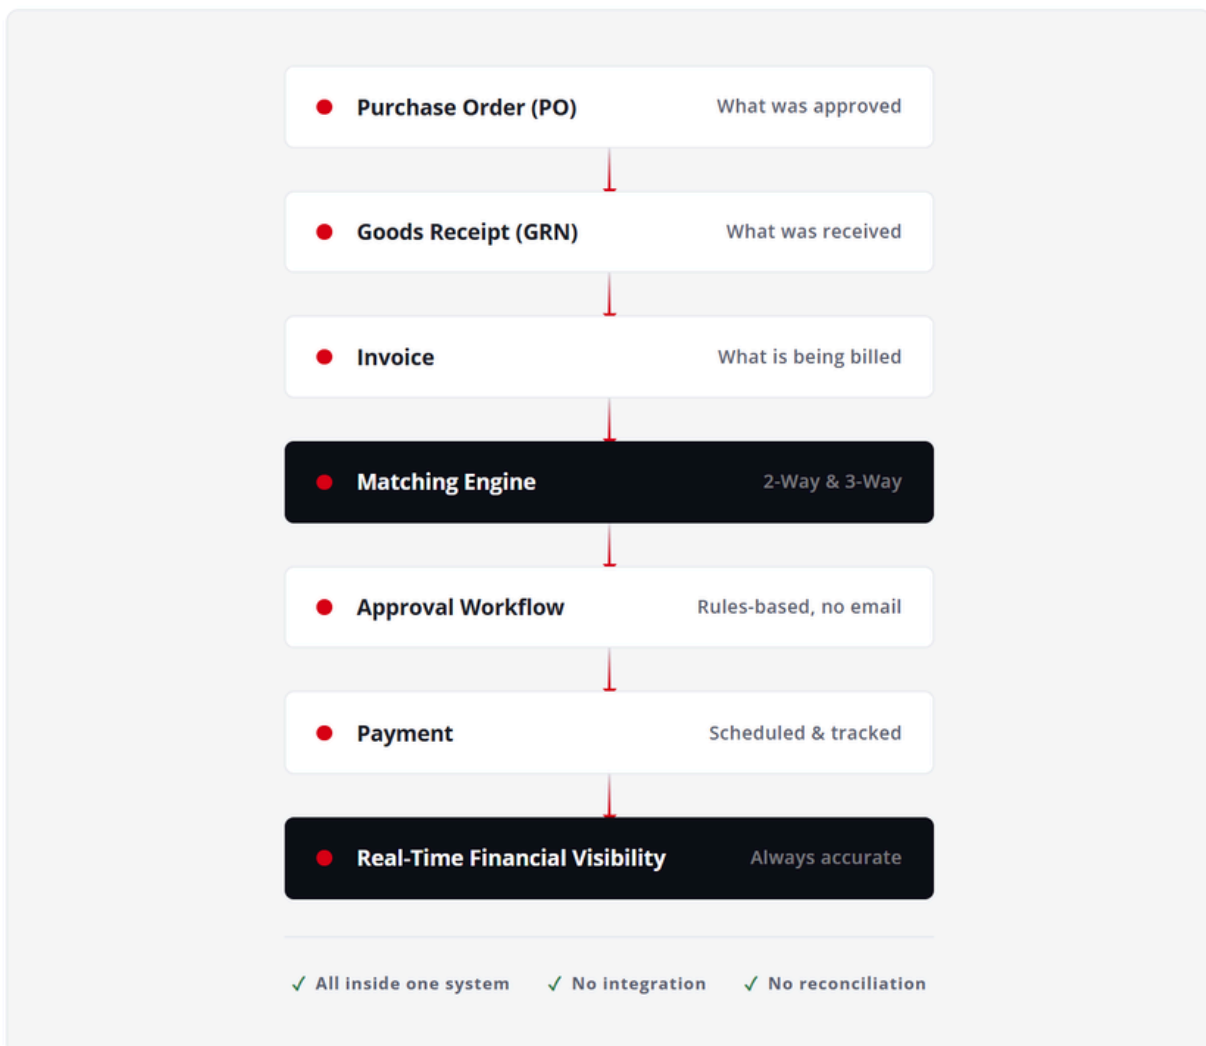 Purchase Order (PO) What was approved
Goods Receipt (GRN) What was received
Invoice What is being billed
Matching Engine 2-Way & 3-Way
Approval Workflow Rules-based, no email
Payment Scheduled & tracked
Real-Time Financial Visibility Always accurate
✓ All inside one system ✓ No integration ✓ No reconciliation